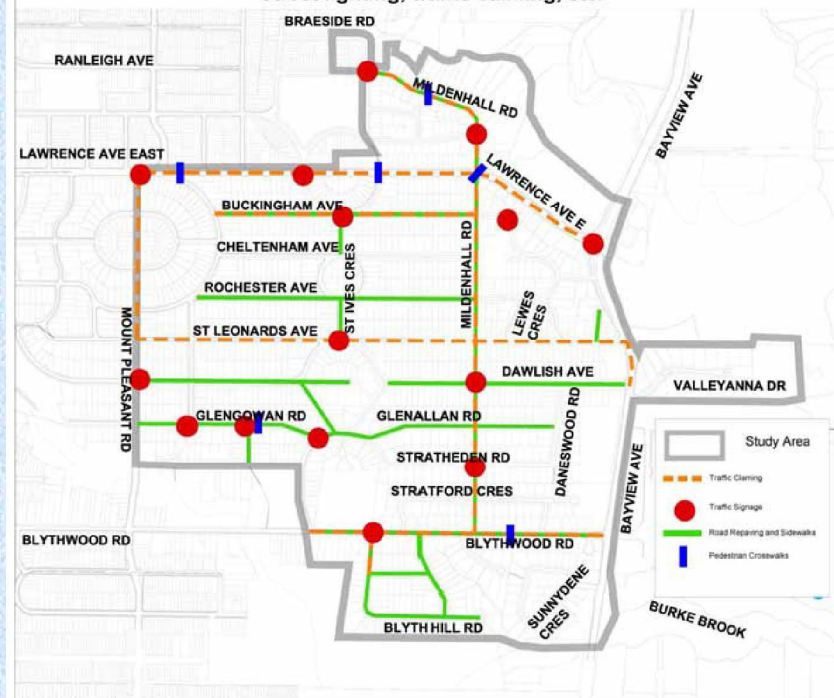 BRAESIDE RD
RANLEIGH AVE
MILDENHALL RD
BAYVIEW AVE
LAWRENCE AVE EAST
LAWRENCE AVE E
BUCKINGHAM AVE
CHELTENHAM AVE
ST IVES CRES
MILDENHALL RD
ROCHESTER AVE
LEWES
CRES
ST LEONARDS AVE
MOUNT PLEASANT RD
DAWLISH AVE
VALLEYANNA DR
GLENGOWAN RD
GLENALLAN RD
DANESWOOD RD
STRATHEDEN RD
STRATFORD CRES
BAYVIEW AVE
BLYTHWOOD RD
BLYTHWOOD RD
SUNNYDENE
CRES
BLYTH HILL RD
BURKE BROOK
Study Area
Traffic Claming
Traffic Signage
Road Repaving and Sidewalks
Pedestrian Crosswalks